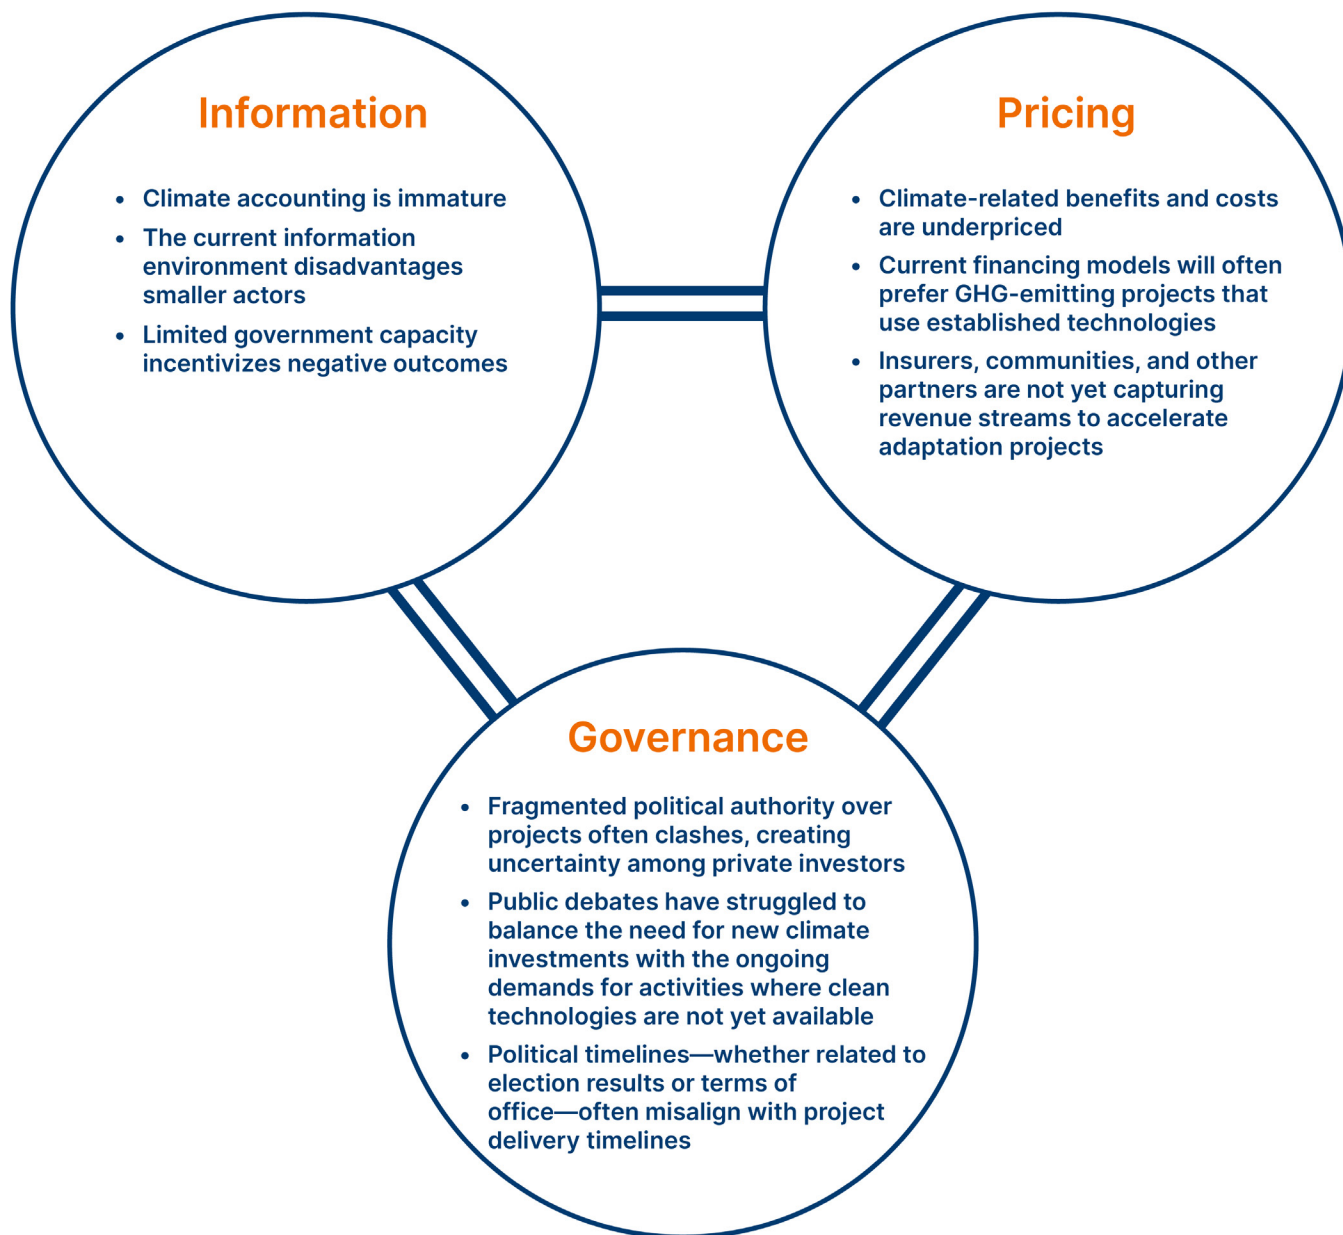 Information
• Climate accounting is immature
• The current information
environment disadvantages
smaller actors
• Limited government capacity
incentivizes negative outcomes
Pricing
• Climate-related benefits and costs
are underpriced
• Current financing models will often
prefer GHG-emitting projects that
use established technologies
• Insurers, communities, and other
partners are not yet capturing
revenue streams to accelerate
adaptation projects
Governance
• Fragmented political authority over
projects often clashes, creating
uncertainty among private investors
• Public debates have struggled to
balance the need for new climate
investments with the ongoing
demands for activities where clean
technologies are not yet available
• Political timelines—whether related to
election results or terms of
office—often misalign with project
delivery timelines